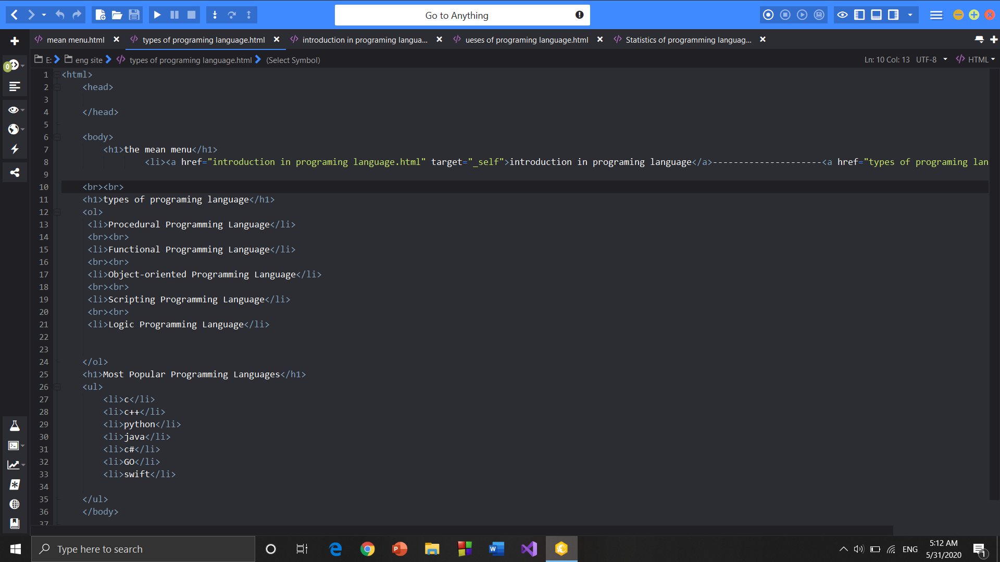 Go to Anything
mean menu.html
types of programing language.html
introduction in programing langua...
ueses of programing language.html
Statistics of programming languag...
E:
eng site
types of programing language.html
(Select Symbol)
Ln: 10 Col: 13
UTF-8
HTML
0
1 <html>
2 <head>
3
4 </head>
5
6 <body>
7 <h1>the mean menu</h1>
8 <li><a href="introduction in programing language.html" target="_self">introduction in programing language</a>---------------------<a href="types of programing lan
9
10 <br><br>
11 <h1>types of programing language</h1>
12 <ol>
13 <li>Procedural Programming Language</li>
14 <br><br>
15 <li>Functional Programming Language</li>
16 <br><br>
17 <li>Object-oriented Programming Language</li>
18 <br><br>
19 <li>Scripting Programming Language</li>
20 <br><br>
21 <li>Logic Programming Language</li>
22
23
24 </ol>
25 <h1>Most Popular Programming Languages</h1>
26 <ul>
27 <li>c</li>
28 <li>c++</li>
29 <li>python</li>
30 <li>java</li>
31 <li>c#</li>
32 <li>GO</li>
33 <li>swift</li>
34
35 </ul>
36 </body>
37
Type here to search
ENG
5:12 AM
5/31/2020
1